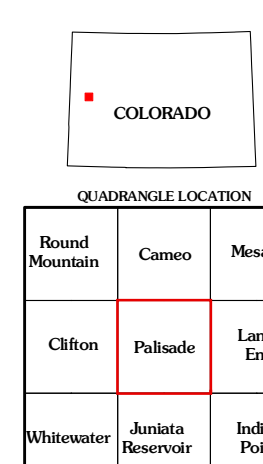 COLORADO
QUADRANGLE LOCATION
Round
Mountain
Cameo
Clifton
Palisade
Whitewater
Juniata
Reservoir